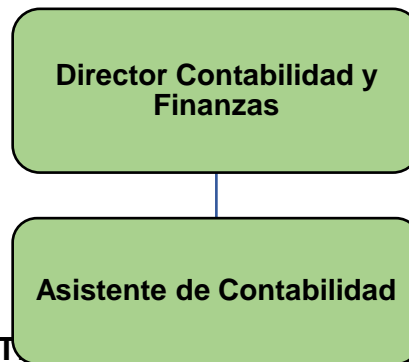 Director Contabilidad y
Finanzas
Asistente de Contabilidad
T